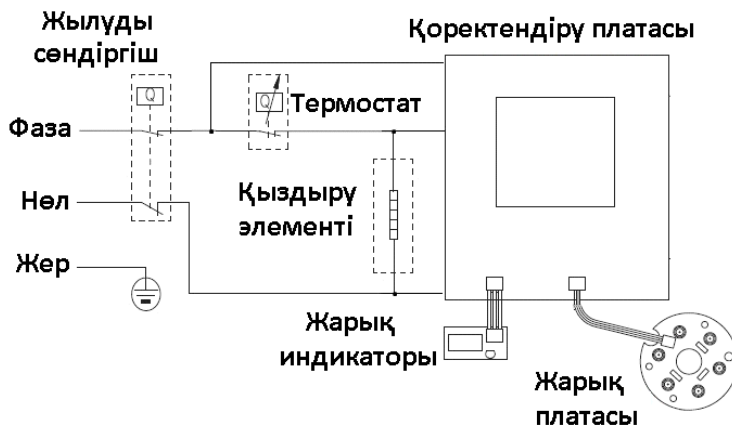 Жылуды
сөндіргіш
Қоректендіру платасы
Q
Q
Термостат
Фаза
Қыздыру
элементі
Нөл
Жер
Жарық
индикаторы
Жарық
платасы